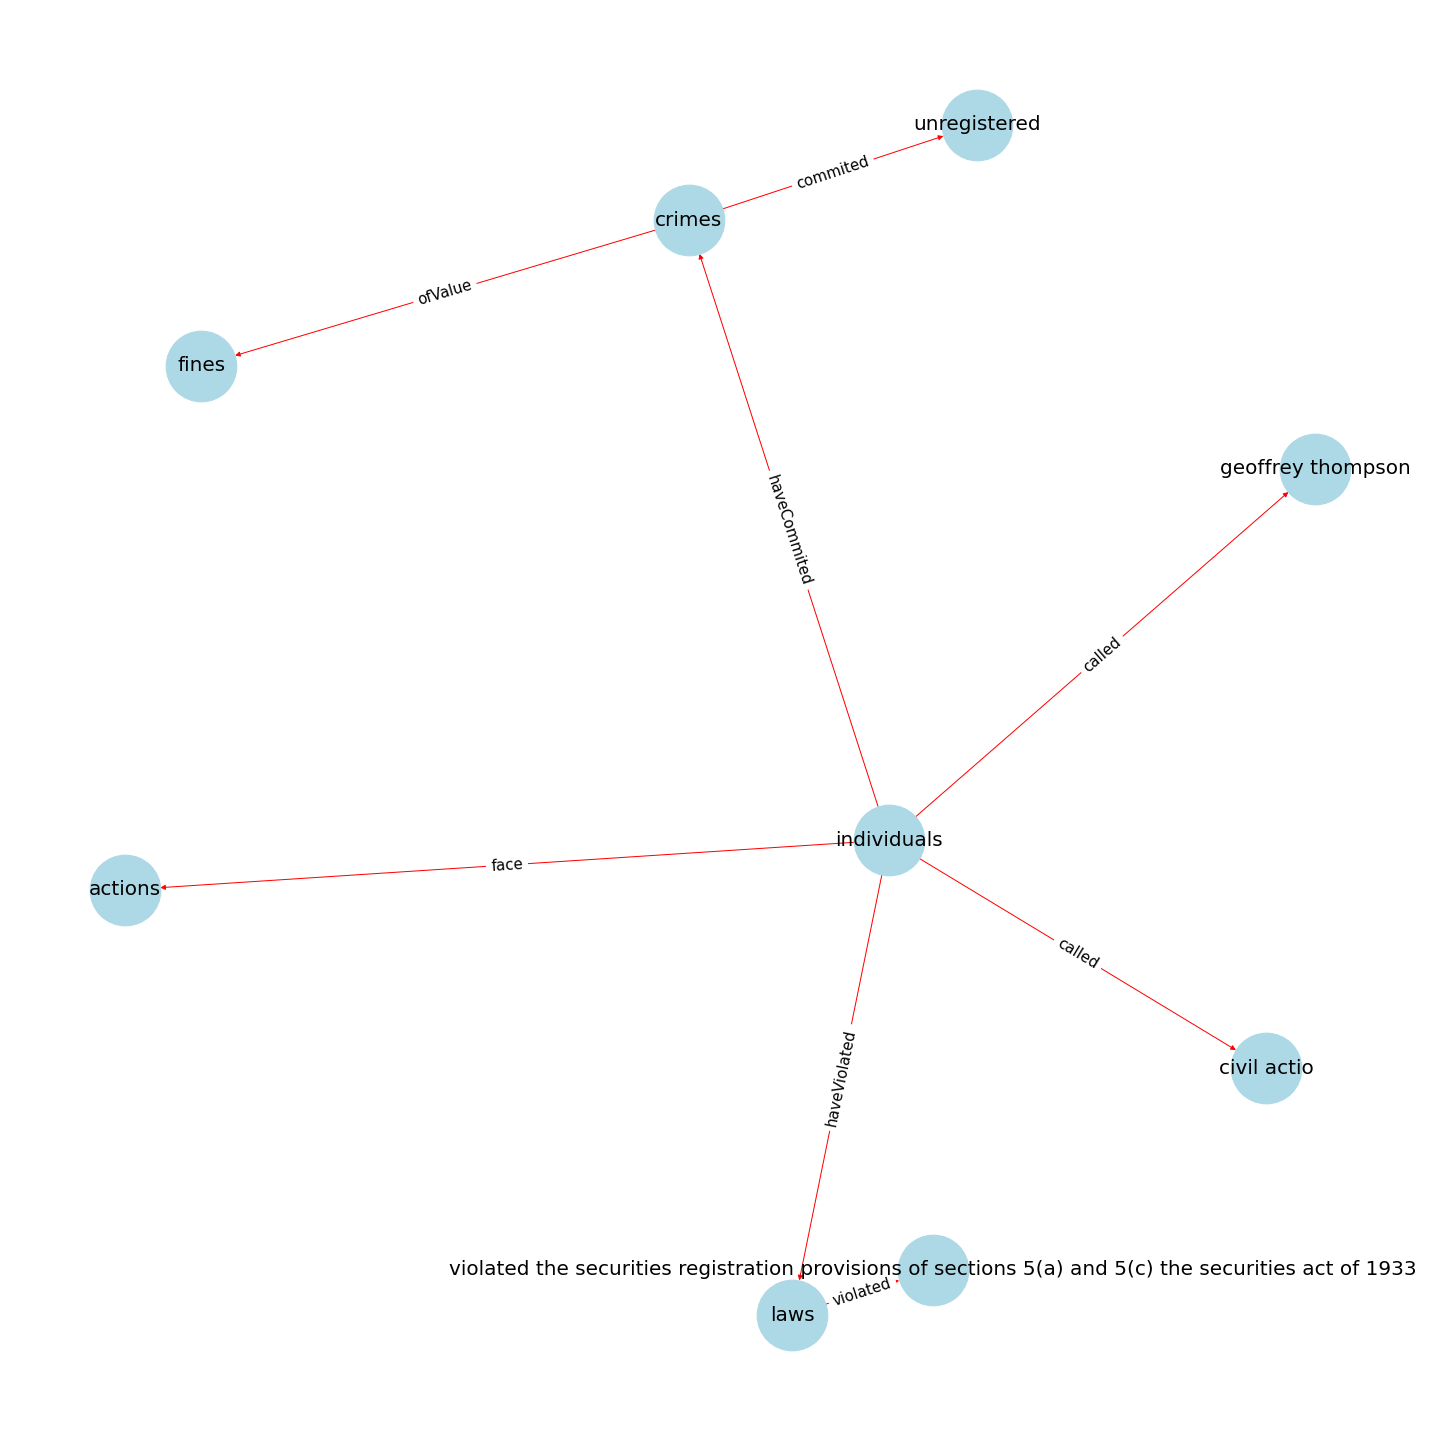 unregistered
commited
crimes
ofValue
fines
geoffrey thompson
haveCommited
called
individuals
face
actions
called
civil actio
haveViolated
violated the securities registration provisions of sections 5(a) and 5(c) the securities act of 1933
violated
laws